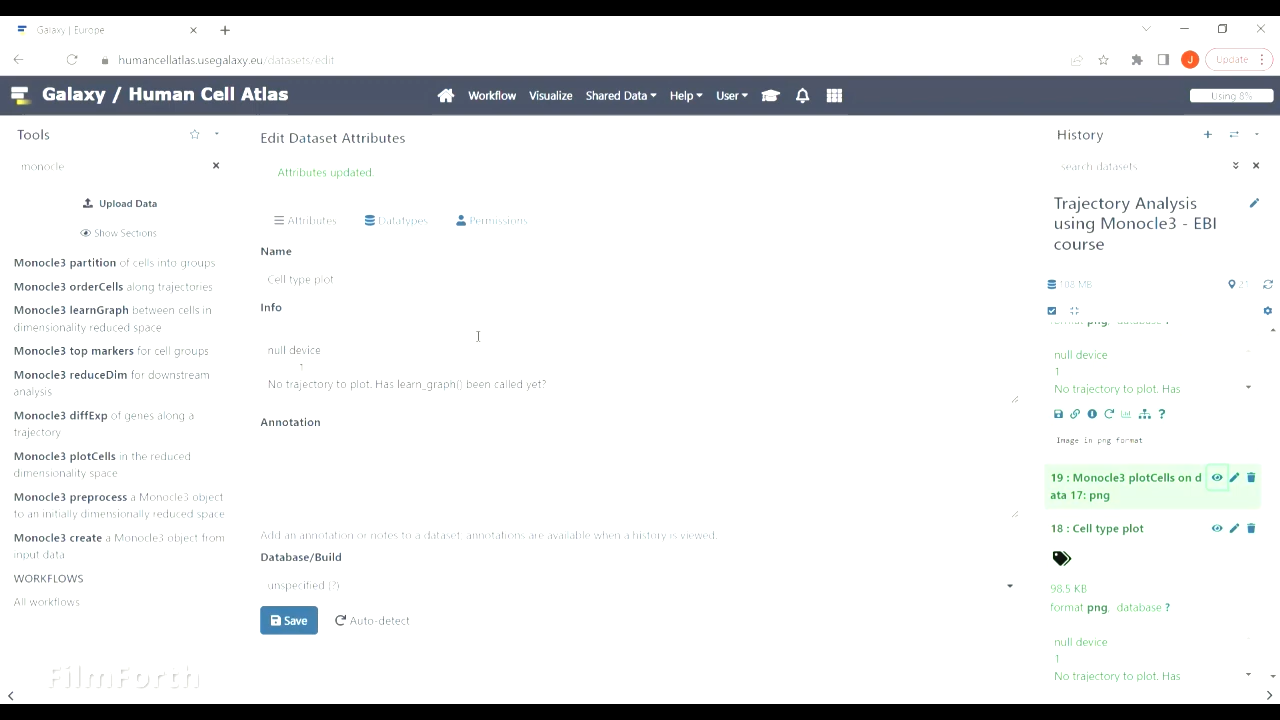 Galaxy | Europe
humancellatlas.usegalaxy.eu/datasets/edit
J
Update
Galaxy / Human Cell Atlas
Workflow
Visualize
Shared Data
Help
User
Using 8%
Tools
monocle
Upload Data
Show Sections
Monocle3 partition of cells into groups
Monocle3 orderCells along trajectories
Monocle3 learnGraph between cells in
dimensionality reduced space
Monocle3 top markers for cell groups
Monocle3 reduceDim for downstream
analysis
Monocle3 diffExp of genes along a
trajectory
Monocle3 plotCells in the reduced
dimensionality space
Monocle3 preprocess a Monocle3 object
to an initially dimensionally reduced space
Monocle3 create a Monocle3 object from
input data
WORKFLOWS
All workflows
FilmForth
Edit Dataset Attributes
Attributes updated.
Attributes
Datatypes
Permissions
Name
Cell type plot
Info
null device
1
No trajectory to plot. Has learn_graph() been called yet?
Annotation
Add an annotation or notes to a dataset; annotations are available when a history is viewed.
Database/Build
unspecified (?)
Save
Auto-detect
History
search datasets
Trajectory Analysis
using Monocle3 - EBI
course
108 MB
21
format png, database ?
null device
1
No trajectory to plot. Has
Image in png format
19 : Monocle3 plotCells on d
ata 17: png
18 : Cell type plot
98.5 KB
format png, database ?
null device
1
No trajectory to plot. Has